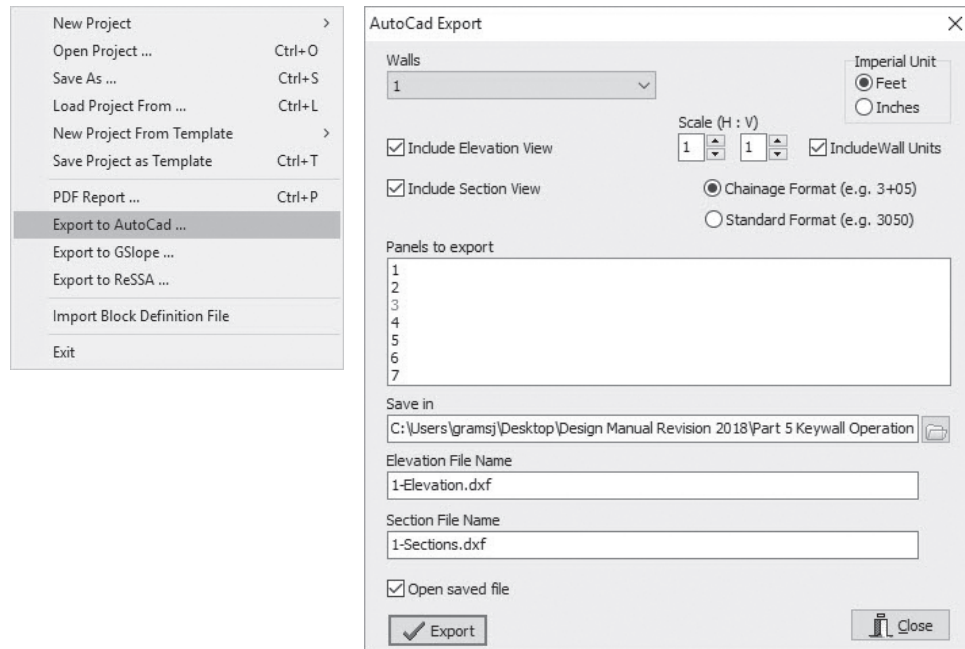 New Project >
Open Project ... Ctrl+O
Save As ... Ctrl+S
Load Project From ... Ctrl+L
New Project From Template >
Save Project as Template Ctrl+T
PDF Report ... Ctrl+P
Export to AutoCad ...
Export to GSlope ...
Export to ReSSA ...
Import Block Definition File
Exit
AutoCad Export
Walls
1
Imperial Unit
Feet
Inches
Scale (H : V)
Include Elevation View
1 1
IncludeWall Units
Include Section View
Chainage Format (e.g. 3+05)
Standard Format (e.g. 3050)
Panels to export
1
2
3
4
5
6
7
Save in
C:\Users\gramsj\Desktop\Design Manual Revision 2018\Part 5 Keywall Operation
Elevation File Name
1-Elevation.dxf
Section File Name
1-Sections.dxf
Open saved file
Export
Close